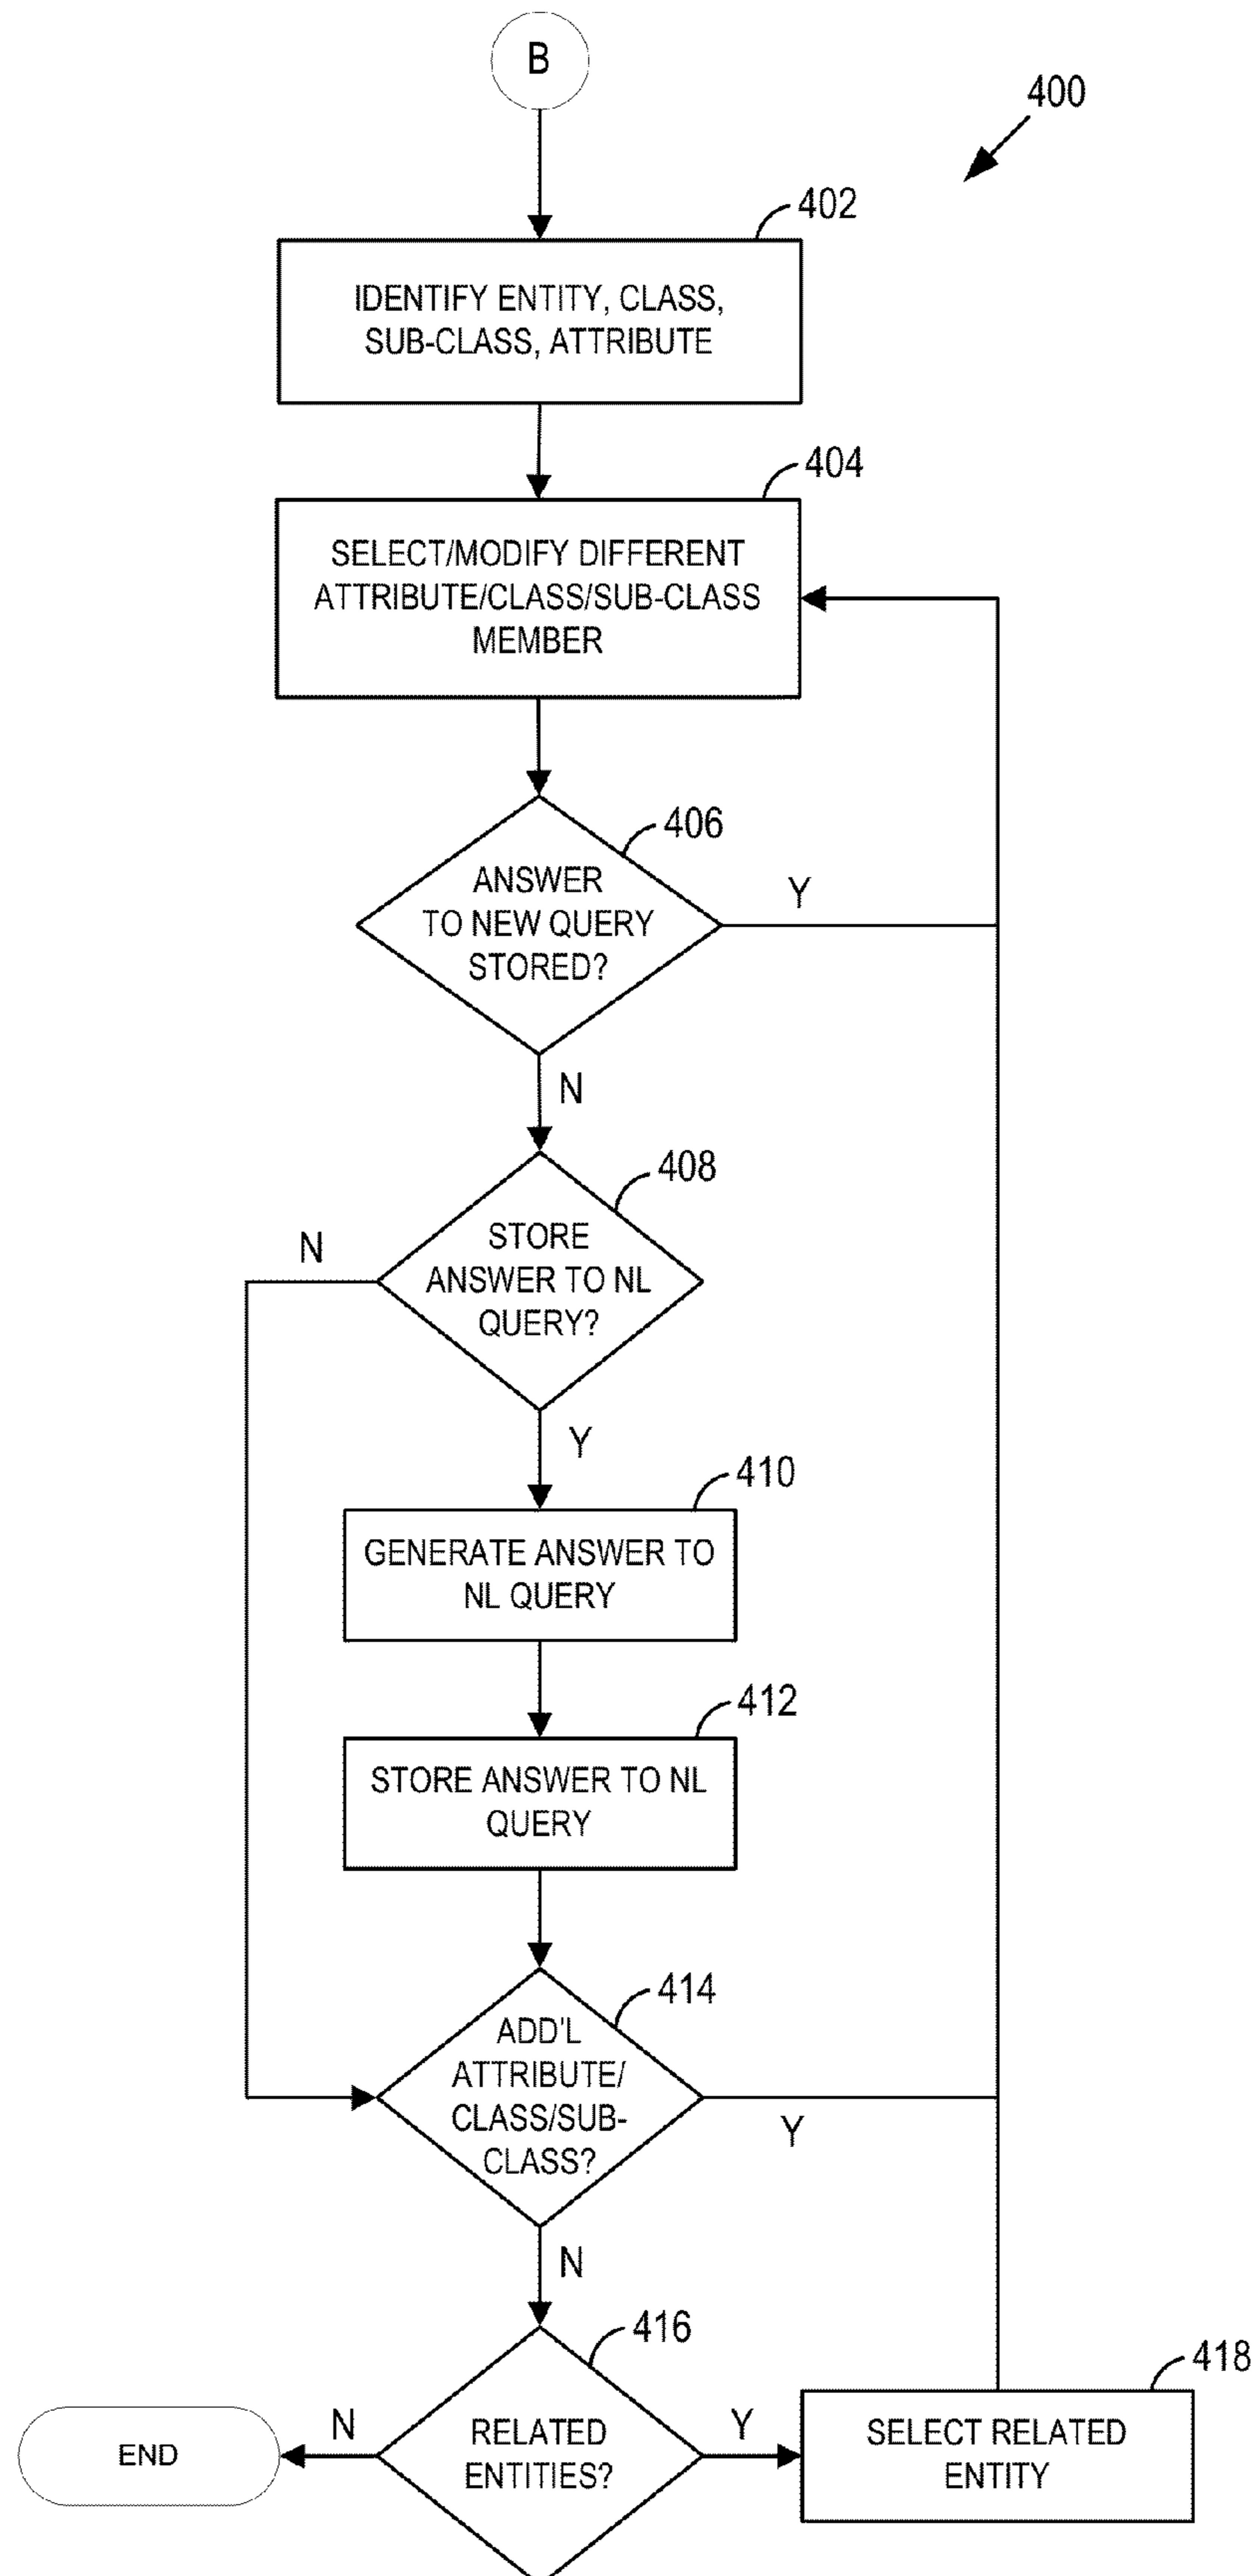 B
400
402
IDENTIFY ENTITY, CLASS,
SUB-CLASS, ATTRIBUTE
404
SELECT/MODIFY DIFFERENT
ATTRIBUTE/CLASS/SUB-CLASS
MEMBER
406
ANSWER
TO NEW QUERY
STORED?
Y
N
408
STORE
ANSWER TO NL
QUERY?
N
Y
410
GENERATE ANSWER TO
NL QUERY
412
STORE ANSWER TO NL
QUERY
414
ADD'L
ATTRIBUTE/
CLASS/SUB-
CLASS?
Y
N
416
RELATED
ENTITIES?
N
Y
END
418
SELECT RELATED
ENTITY